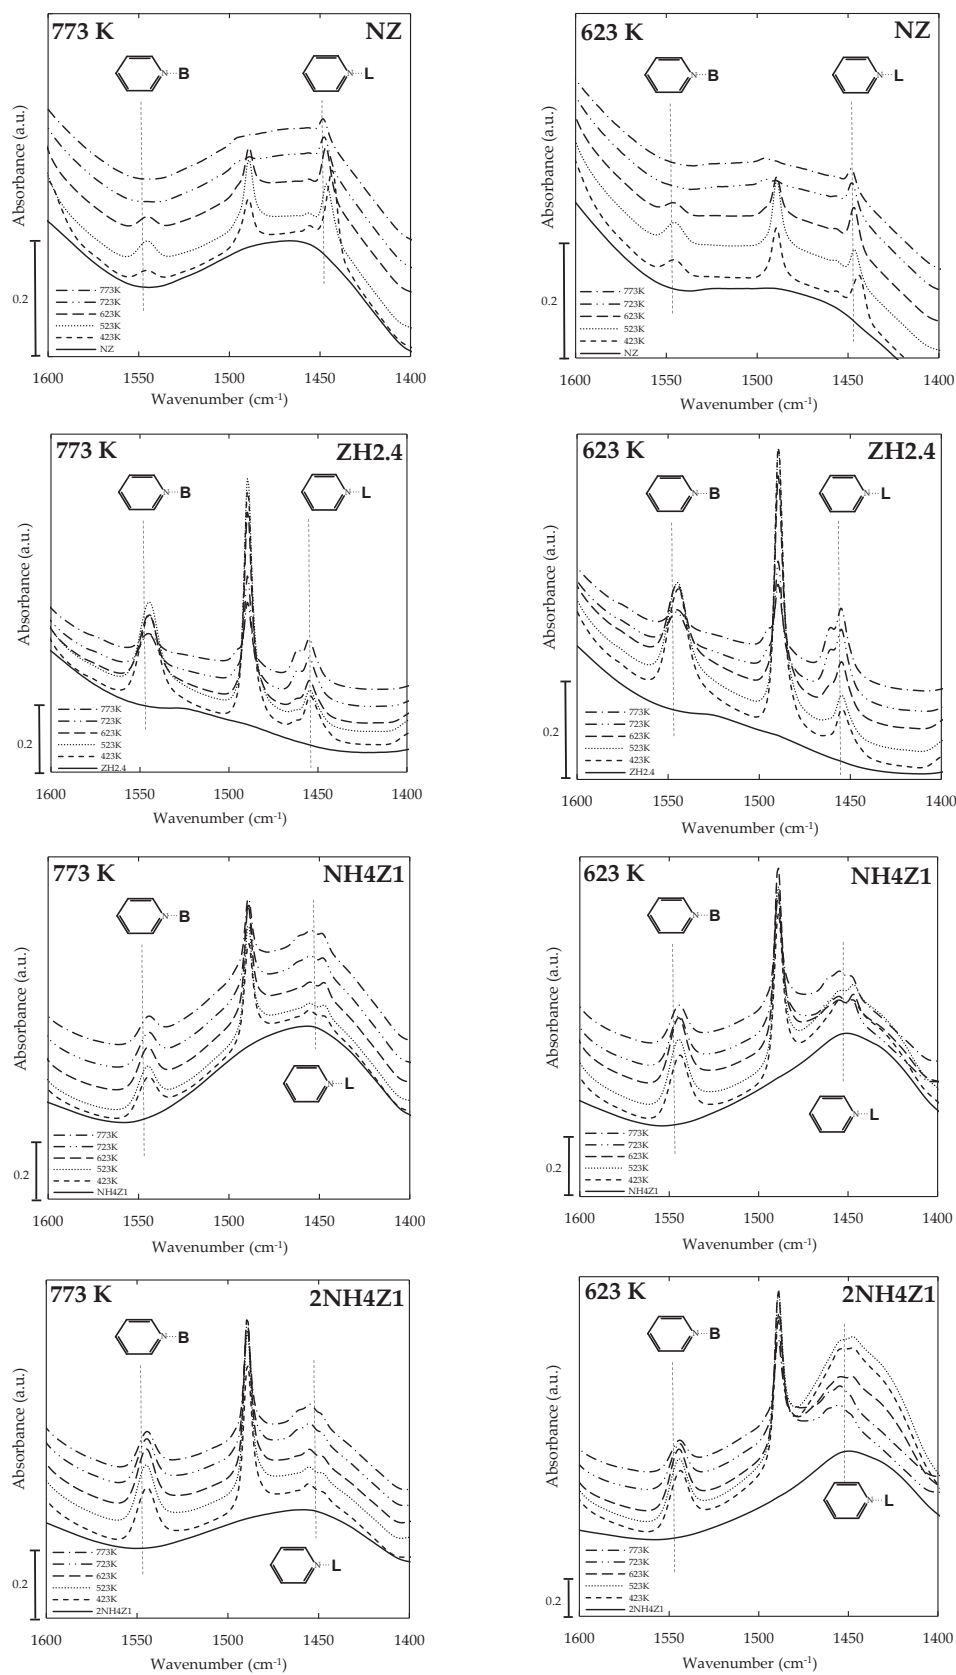 773 K NZ
N B N L
Absorbance (a.u.)
0.2
773K
723K
623K
523K
423K
NZ
1600 1550 1500 1450 1400
Wavenumber (cm-1)
623 K NZ
N B N L
Absorbance (a.u.)
0.2
773K
723K
623K
523K
423K
NZ
1600 1550 1500 1450 1400
Wavenumber (cm-1)
773 K ZH2.4
N B N L
Absorbance (a.u.)
0.2
773K
723K
623K
523K
423K
ZH2.4
1600 1550 1500 1450 1400
Wavenumber (cm-1)
623 K ZH2.4
N B N L
Absorbance (a.u.)
0.2
773K
723K
623K
523K
423K
ZH2.4
1600 1550 1500 1450 1400
Wavenumber (cm-1)
773 K NH4Z1
N B
Absorbance (a.u.)
N L
0.2
773K
723K
623K
523K
423K
NH4Z1
1600 1550 1500 1450 1400
Wavenumber (cm-1)
623 K NH4Z1
N B
Absorbance (a.u.)
N L
0.2
773K
723K
623K
523K
423K
NH4Z1
1600 1550 1500 1450 1400
Wavenumber (cm-1)
773 K 2NH4Z1
N B
Absorbance (a.u.)
N L
0.2
773K
723K
623K
523K
423K
2NH4Z1
1600 1550 1500 1450 1400
Wavenumber (cm-1)
623 K 2NH4Z1
N B
Absorbance (a.u.)
N L
0.2
773K
723K
623K
523K
423K
2NH4Z1
1600 1550 1500 1450 1400
Wavenumber (cm-1)